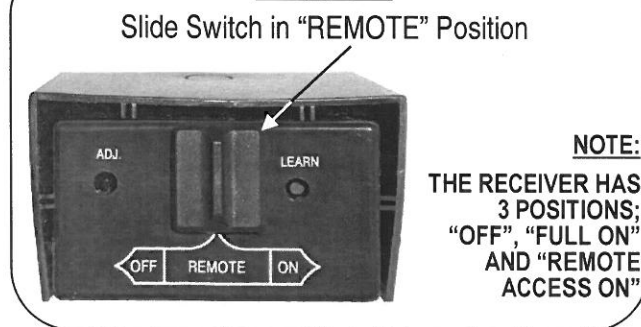 Slide Switch in “REMOTE” Position
ADJ.
LEARN
OFF REMOTE ON
NOTE:
THE RECEIVER HAS
3 POSITIONS;
“OFF”, “FULL ON”
AND “REMOTE
ACCESS ON”